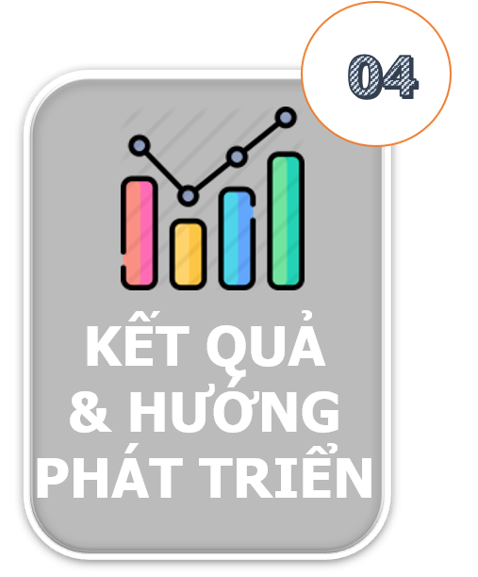 04
KẾT QUẢ
& HƯỚNG
PHÁT TRIỂN